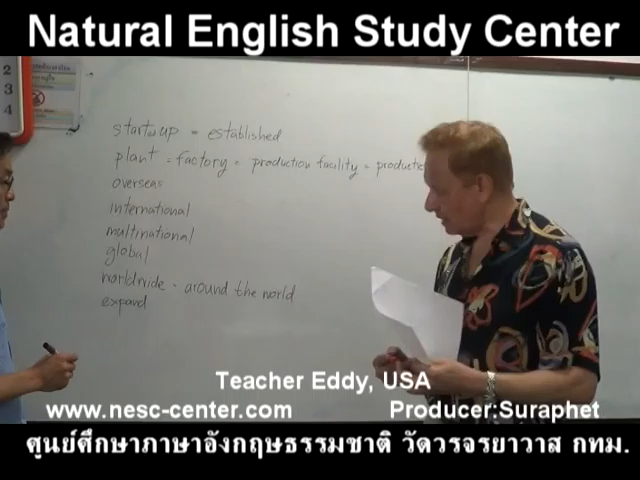 Natural English Study Center
2
3
4
start up = established
plant = factory = production facility = productio
overseas
international
multinational
global
worldwide - around the world
expand
Teacher Eddy, USA
www.nesc-center.com Producer:Suraphet
ศูนย์ศึกษาภาษาอังกฤษธรรมชาติ วัดวรจรยาวาส กทม.